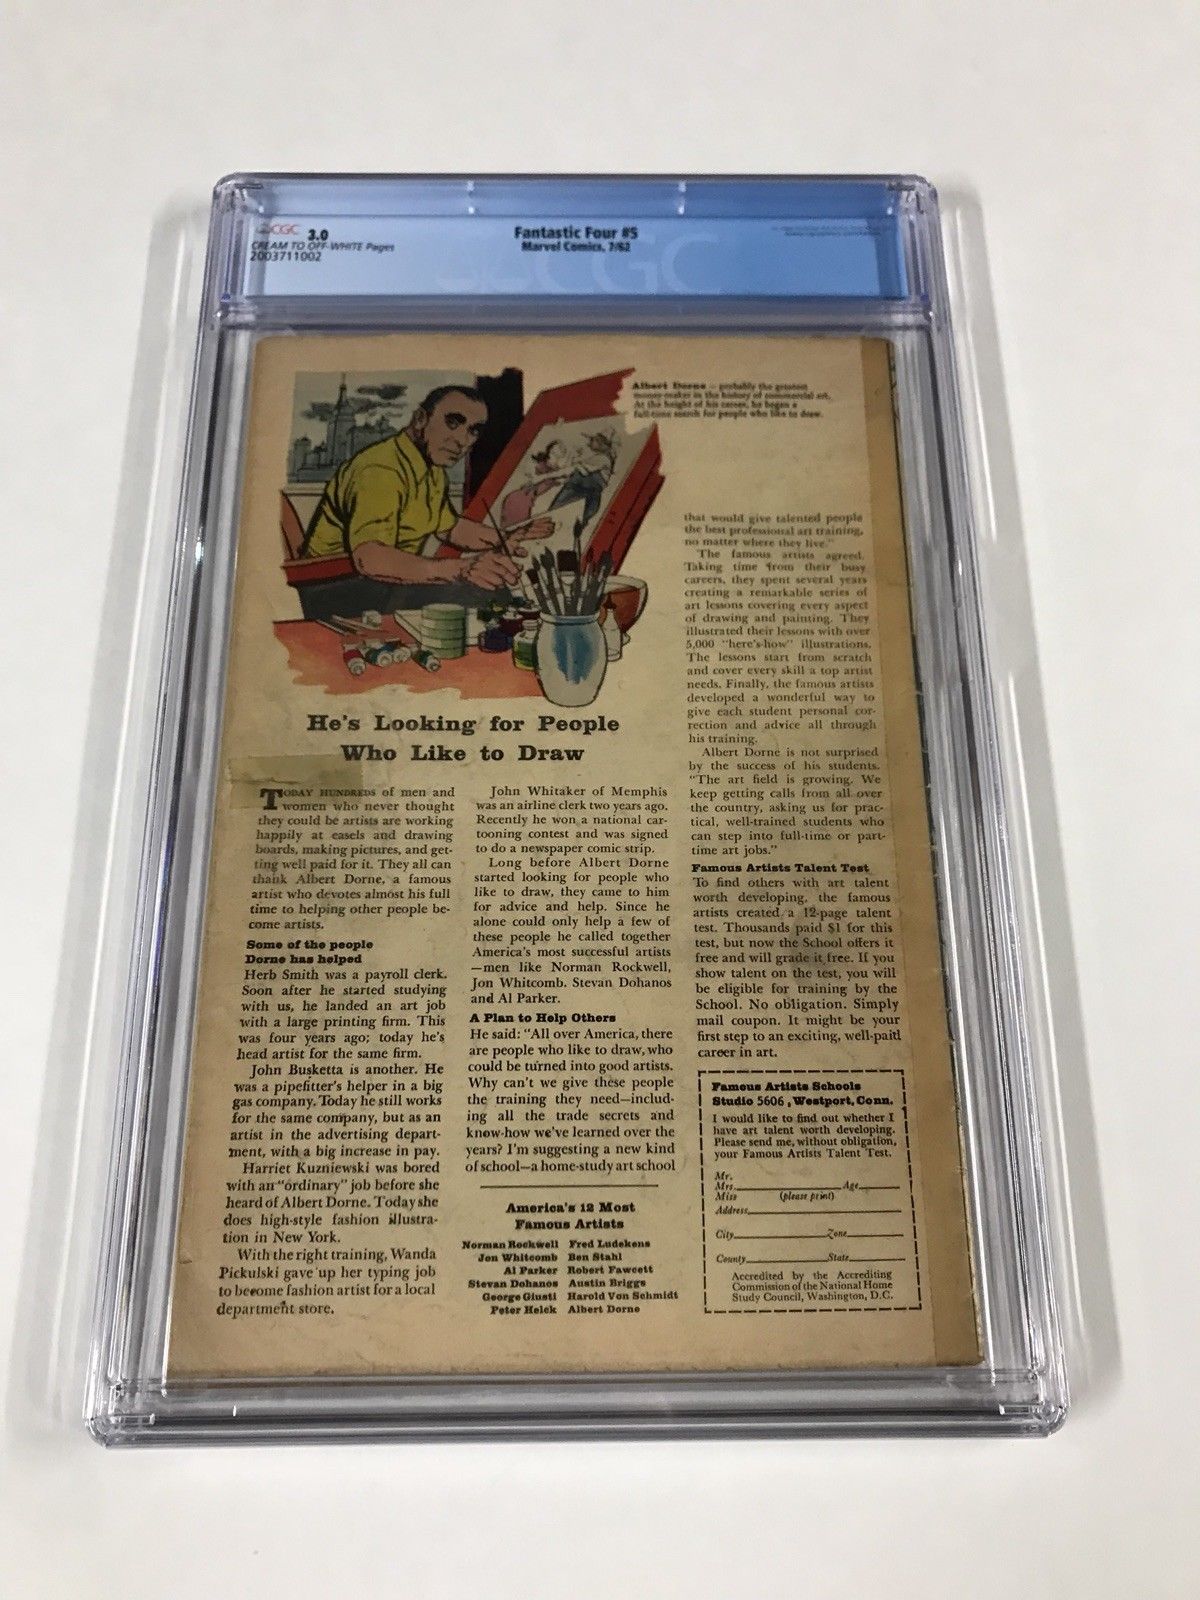 CGC 3.0
CREAM TO OFF-WHITE Pages
2003711002
Fantastic Four #5
Marvel Comics, 7/62
CGC
Albert Dorne – probably the greatest
money-maker in the history of commercial art.
At the height of his career, he began a
full-time search for people who like to draw.
He's Looking for People
Who Like to Draw
TODAY HUNDREDS of men and
women who never thought
they could be artists are working
happily at easels and drawing
boards, making pictures, and get-
ting well paid for it. They all can
thank Albert Dorne, a famous
artist who devotes almost his full
time to helping other people be-
come artists.
Some of the people
Dorne has helped
Herb Smith was a payroll clerk.
Soon after he started studying
with us, he landed an art job
with a large printing firm. This
was four years ago; today he's
head artist for the same firm.
John Busketta is another. He
was a pipefitter's helper in a big
gas company. Today he still works
for the same company, but as an
artist in the advertising depart-
ment, with a big increase in pay.
Harriet Kuzniewski was bored
with an "ordinary" job before she
heard of Albert Dorne. Today she
does high-style fashion illustra-
tion in New York.
With the right training, Wanda
Pickulski gave up her typing job
to become fashion artist for a local
department store.
John Whitaker of Memphis
was an airline clerk two years ago.
Recently he won a national car-
tooning contest and was signed
to do a newspaper comic strip.
Long before Albert Dorne
started looking for people who
like to draw, they came to him
for advice and help. Since he
alone could only help a few of
these people he called together
America's most successful artists
—men like Norman Rockwell,
Jon Whitcomb. Stevan Dohanos
and Al Parker.
A Plan to Help Others
He said: "All over America, there
are people who like to draw, who
could be turned into good artists.
Why can't we give these people
the training they need—includ-
ing all the trade secrets and
know-how we've learned over the
years? I'm suggesting a new kind
of school—a home-study art school
America's 12 Most
Famous Artists
Norman Rockwell Fred Ludekens
Jon Whitcomb Ben Stahl
Al Parker Robert Fawcett
Stevan Dohanos Austin Briggs
George Giusti Harold Von Schmidt
Peter Helck Albert Dorne
that would give talented people
the best professional art training,
no matter where they live."
The famous artists agreed.
Taking time from their busy
careers, they spent several years
creating a remarkable series of
art lessons covering every aspect
of drawing and painting. They
illustrated their lessons with over
5,000 "here's-how" illustrations.
The lessons start from scratch
and cover every skill a top artist
needs. Finally, the famous artists
developed a wonderful way to
give each student personal cor-
rection and advice all through
his training.
Albert Dorne is not surprised
by the success of his students.
"The art field is growing. We
keep getting calls from all over
the country, asking us for prac-
tical, well-trained students who
can step into full-time or part-
time art jobs."
Famous Artists Talent Test
To find others with art talent
worth developing, the famous
artists created a 12-page talent
test. Thousands paid $1 for this
test, but now the School offers it
free and will grade it free. If you
show talent on the test, you will
be eligible for training by the
School. No obligation. Simply
mail coupon. It might be your
first step to an exciting, well-paid
career in art.
Famous Artists Schools
Studio 5606, Westport, Conn.
I would like to find out whether I
have art talent worth developing.
Please send me, without obligation,
your Famous Artists Talent Test.
Mr.
Mrs. Age
Miss (please print)
Address
City Zone
County State
Accredited by the Accrediting
Commission of the National Home
Study Council, Washington, D.C.